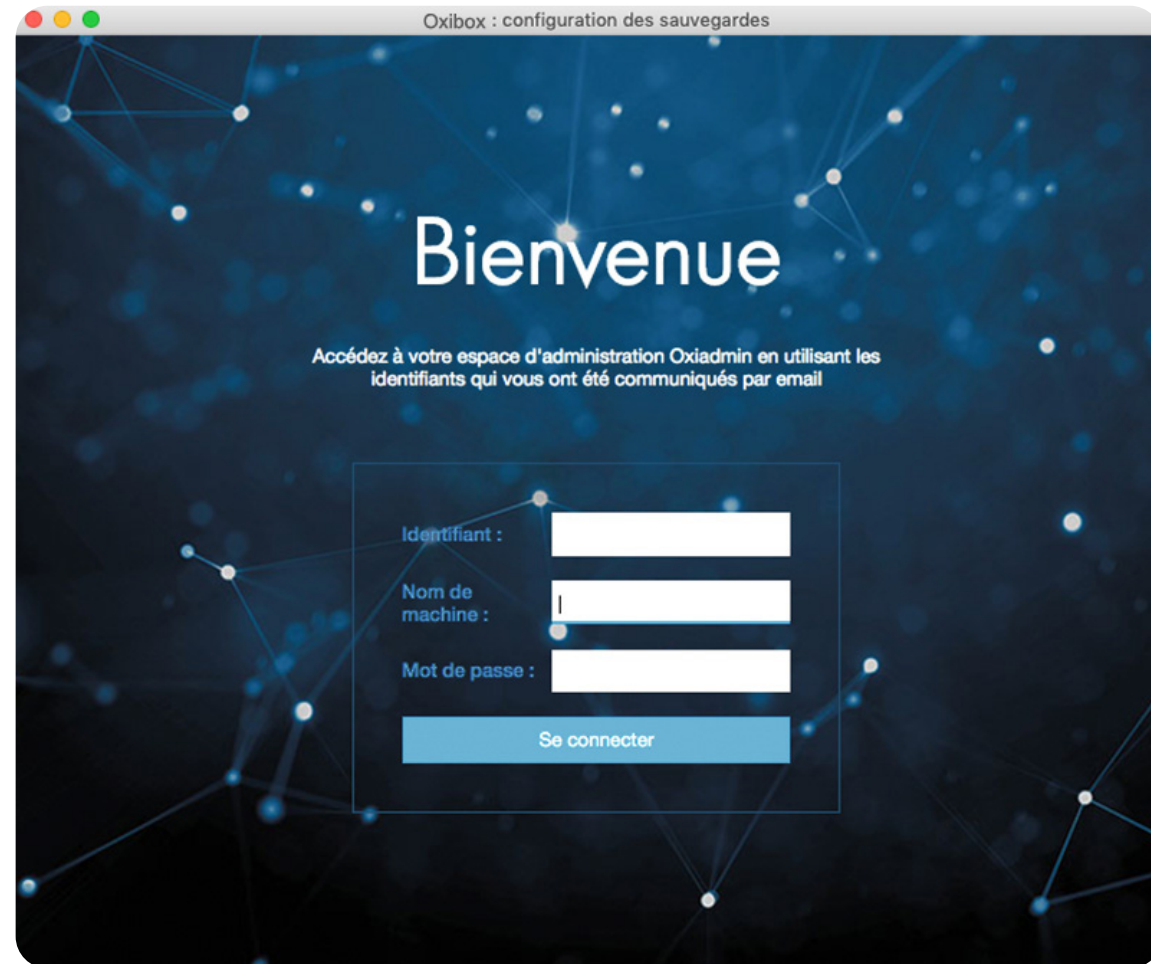 Oxibox : configuration des sauvegardes
Bienvenue
Accédez à votre espace d'administration Oxiadmin en utilisant les
identifiants qui vous ont été communiqués par email
Identifiant :
Nom de
machine :
Mot de passe :
Se connecter